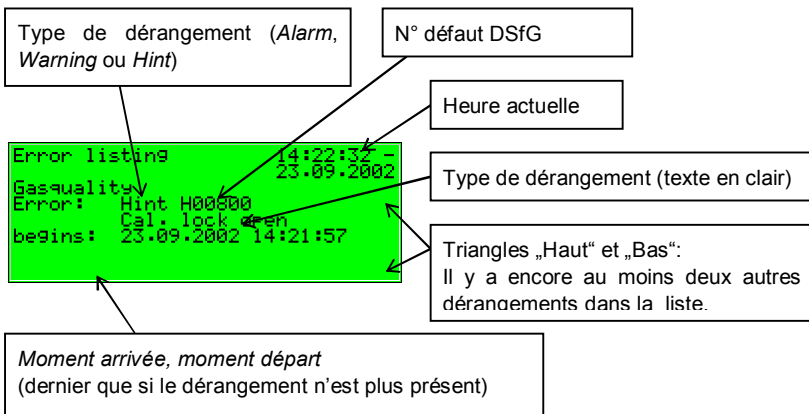 Type de dérangement (Alarm,
Warning ou Hint)
N° défaut DSfG
Heure actuelle
Error listing 14:22:32 -
23.09.2002
Gasquality
Error: Hint H00800
Cal. lock open
begins: 23.09.2002 14:21:57
Type de dérangement (texte en clair)
Triangles „Haut“ et „Bas“:
Il y a encore au moins deux autres
dérangements dans la liste.
Moment arrivée, moment départ
(dernier que si le dérangement n’est plus présent)